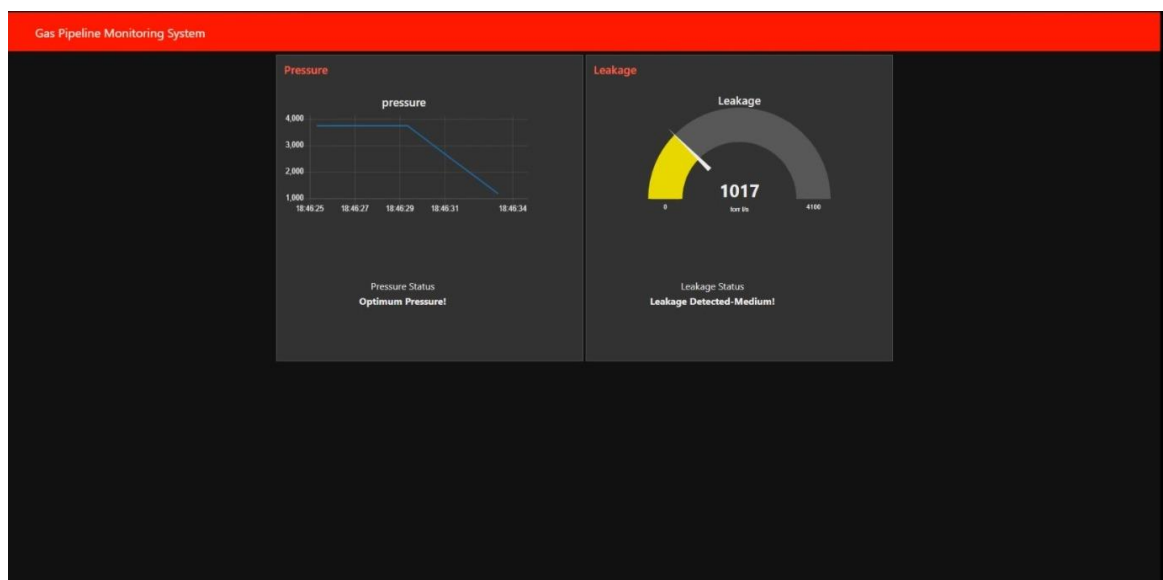 Gas Pipeline Monitoring System
Pressure
pressure
4,000
3,000
2,000
1,000
18:46:25 18:46:27 18:46:29 18:46:31 18:46:34
Pressure Status
Optimum Pressure!
Leakage
Leakage
1017
0 torr l/s 4100
Leakage Status
Leakage Detected-Medium!